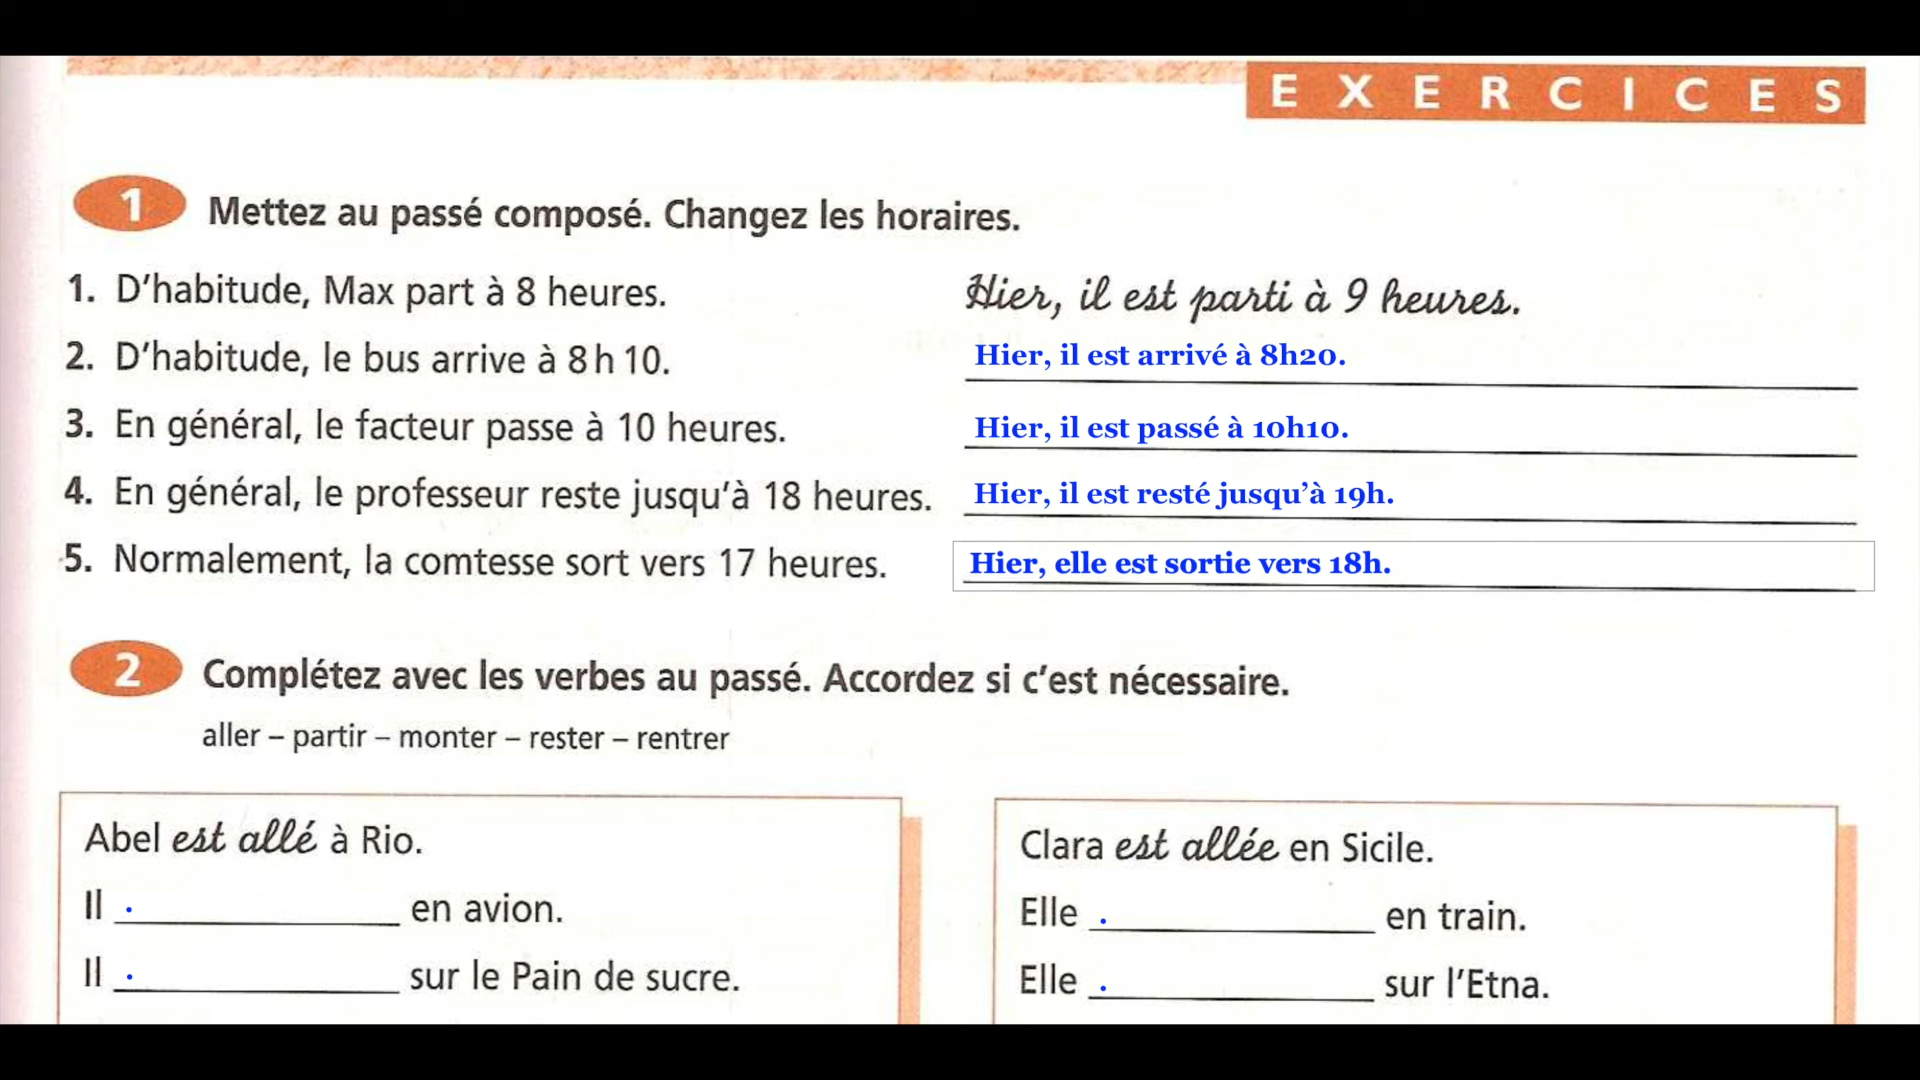 EXERCICES
1 Mettez au passé composé. Changez les horaires.
1. D'habitude, Max part à 8 heures. Hier, il est parti à 9 heures.
2. D'habitude, le bus arrive à 8 h 10. Hier, il est arrivé à 8h20.
3. En général, le facteur passe à 10 heures. Hier, il est passé à 10h10.
4. En général, le professeur reste jusqu'à 18 heures. Hier, il est resté jusqu'à 19h.
5. Normalement, la comtesse sort vers 17 heures. Hier, elle est sortie vers 18h.
2 Complétez avec les verbes au passé. Accordez si c'est nécessaire.
aller – partir – monter – rester – rentrer
Abel est allé à Rio.
Il . en avion.
Il . sur le Pain de sucre.
Clara est allée en Sicile.
Elle . en train.
Elle . sur l'Etna.